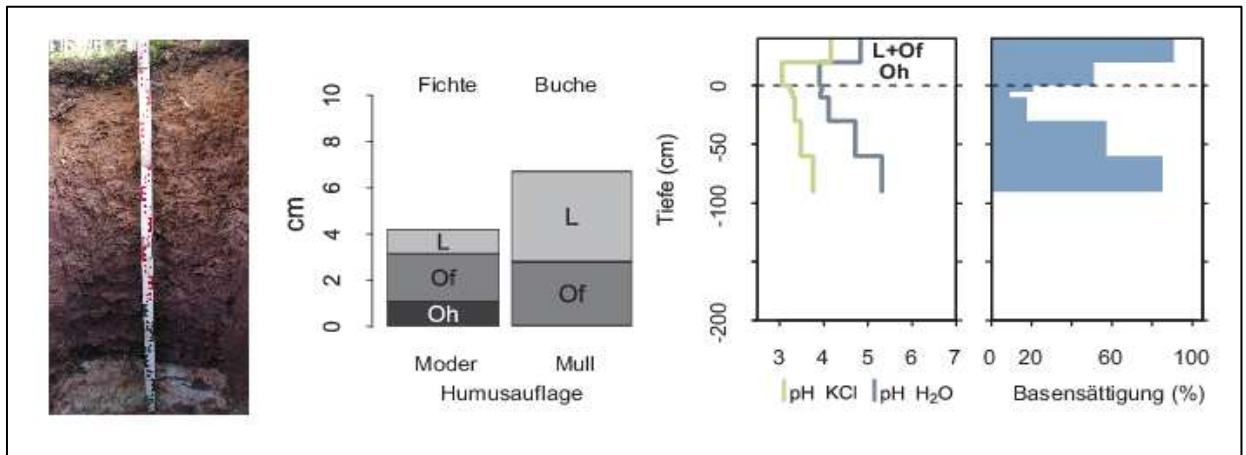 Fichte
Buche
cm
0
2
4
6
8
10
L
Of
Oh
L
Of
Moder
Mull
Humusauflage
L+Of
Oh
Tiefe (cm)
0
-50
-100
-200
3 4 5 6 7
pH KCl pH H₂O
0 20 60 100
Basensättigung (%)